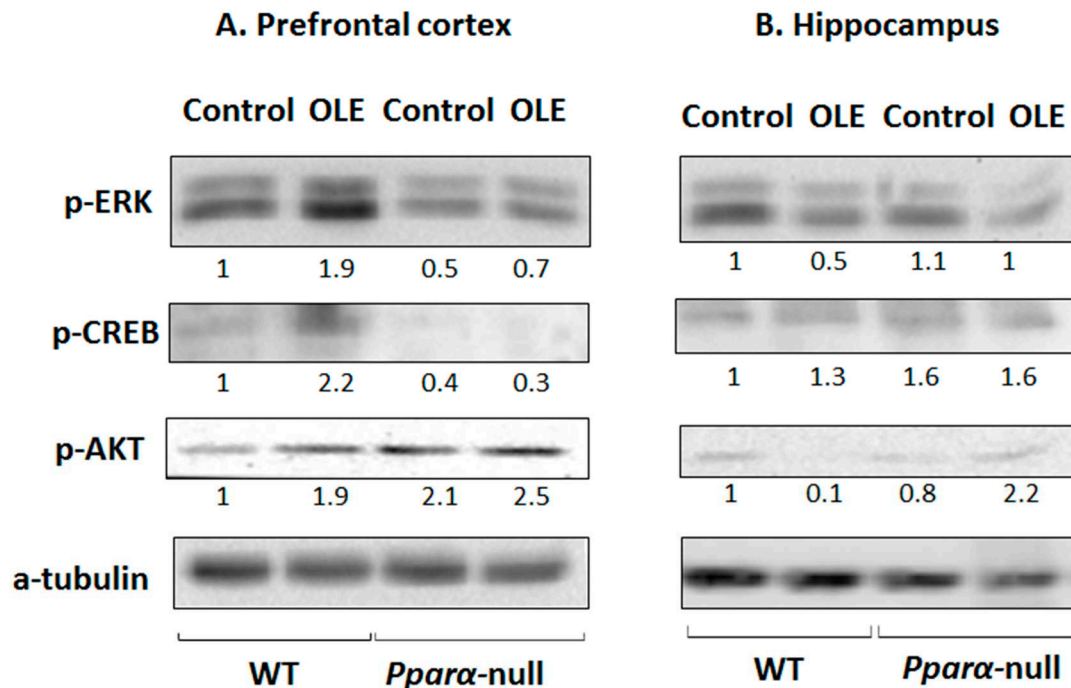 A. Prefrontal cortex
B. Hippocampus
Control OLE Control OLE
Control OLE Control OLE
p-ERK
1 1.9 0.5 0.7
1 0.5 1.1 1
p-CREB
1 2.2 0.4 0.3
1 1.3 1.6 1.6
p-AKT
1 1.9 2.1 2.5
1 0.1 0.8 2.2
a-tubulin
WT Pparα-null
WT Pparα-null